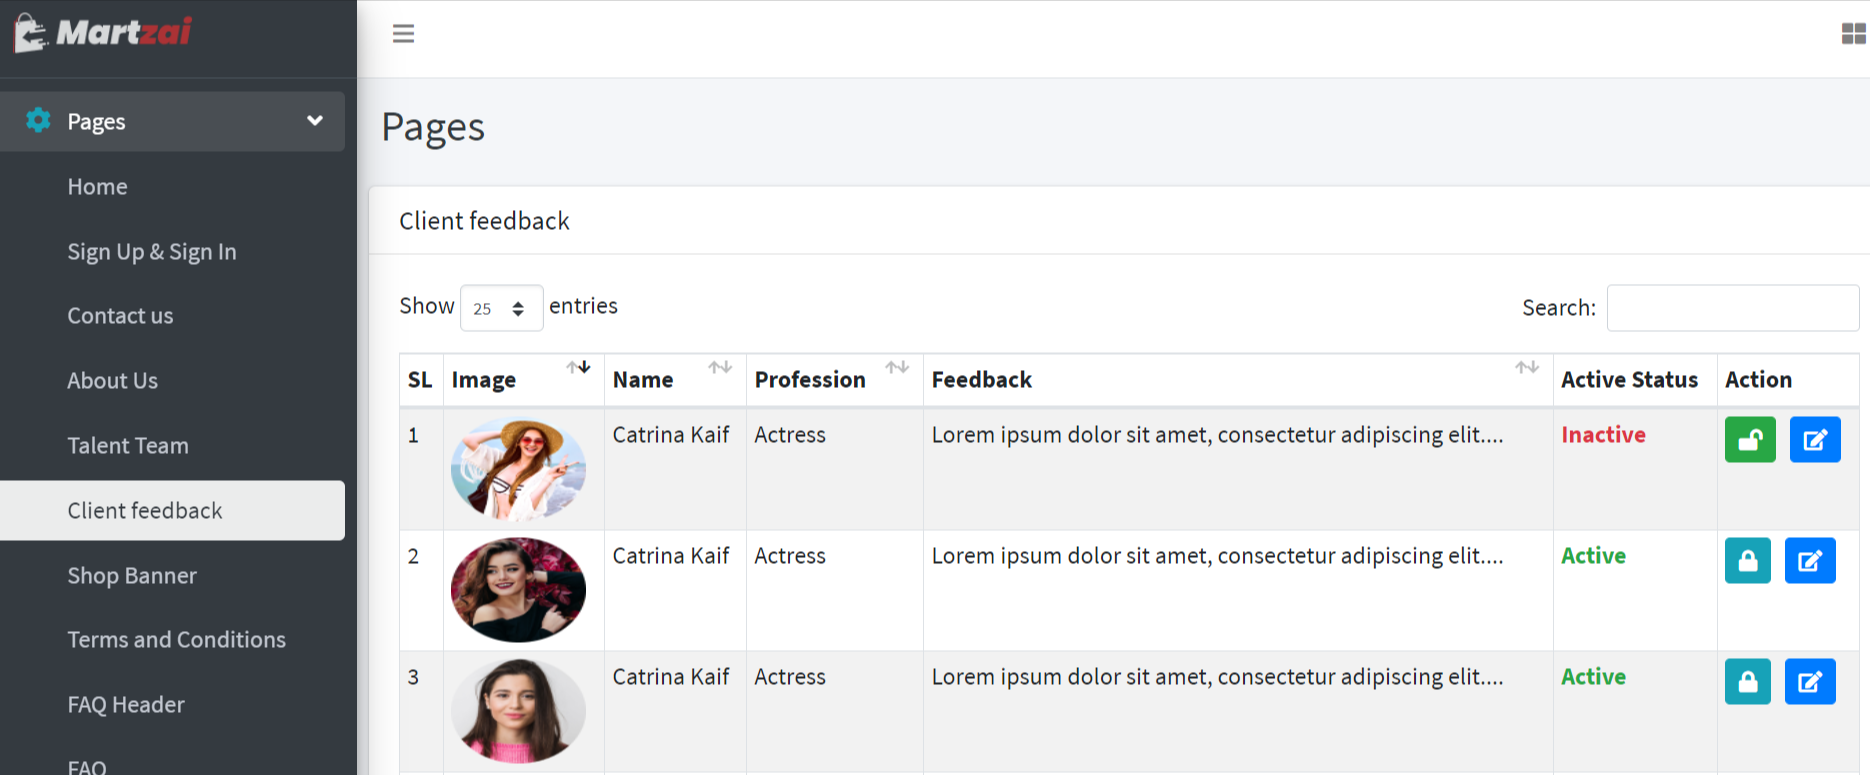 Martzai
Pages
Home
Sign Up & Sign In
Contact us
About Us
Talent Team
Client feedback
Shop Banner
Terms and Conditions
FAQ Header
FAQ
Pages
Client feedback
Show 25 entries
Search:
SL Image Name Profession Feedback Active Status Action
1 Catrina Kaif Actress Lorem ipsum dolor sit amet, consectetur adipiscing elit.... Inactive
2 Catrina Kaif Actress Lorem ipsum dolor sit amet, consectetur adipiscing elit.... Active
3 Catrina Kaif Actress Lorem ipsum dolor sit amet, consectetur adipiscing elit.... Active